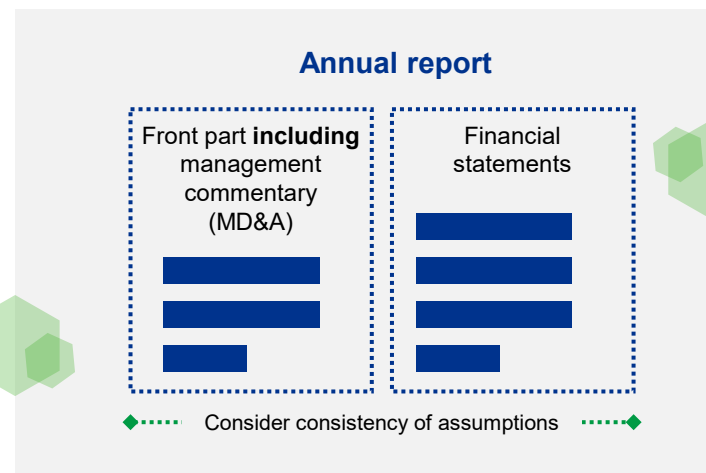 Annual report
Front part including
management
commentary
(MD&A)
Financial
statements
Consider consistency of assumptions